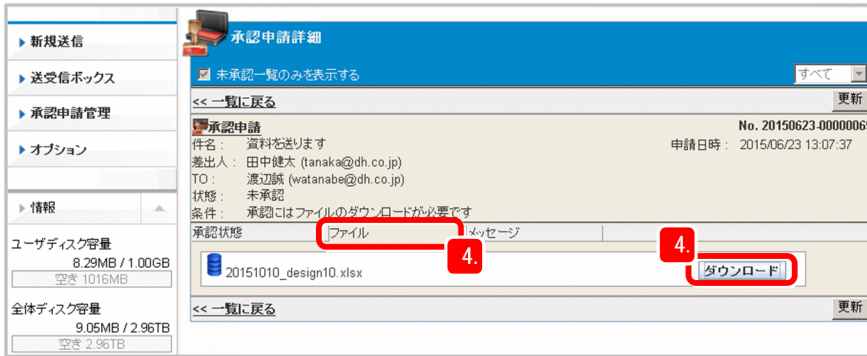 新規送信
送受信ボックス
承認申請管理
オプション
情報
ユーザディスク容量
8.29MB / 1.00GB
空き 1016MB
全体ディスク容量
9.05MB / 2.96TB
空き 2.96TB
承認申請詳細
未承認一覧のみを表示する
すべて
<< 一覧に戻る
更新
承認申請
No. 20150623-0000006
件名： 資料を送ります
申請日時： 2015/06/23 13:07:37
差出人： 田中健太 (tanaka@dh.co.jp)
TO： 渡辺誠 (watanabe@dh.co.jp)
状態： 未承認
条件： 承認にはファイルのダウンロードが必要です
承認状態 ファイル メッセージ
4.
4.
20151010_design10.xlsx
ダウンロード
<< 一覧に戻る
更新